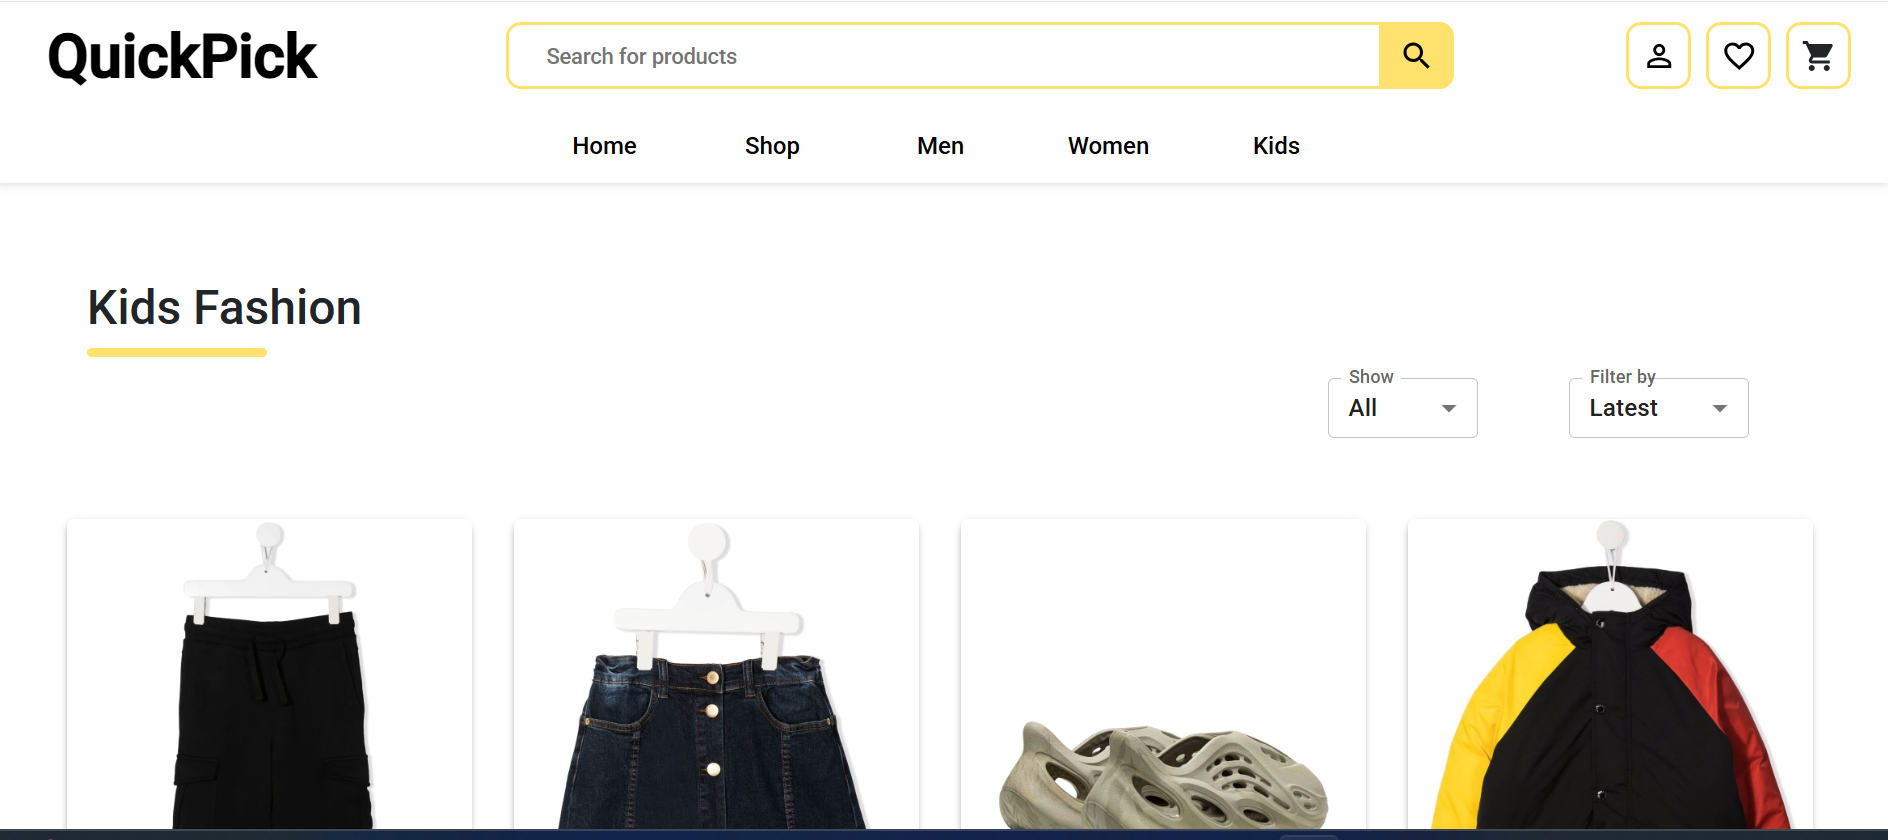 QuickPick
Search for products
Home Shop Men Women Kids
Kids Fashion
Show Filter by
All Latest